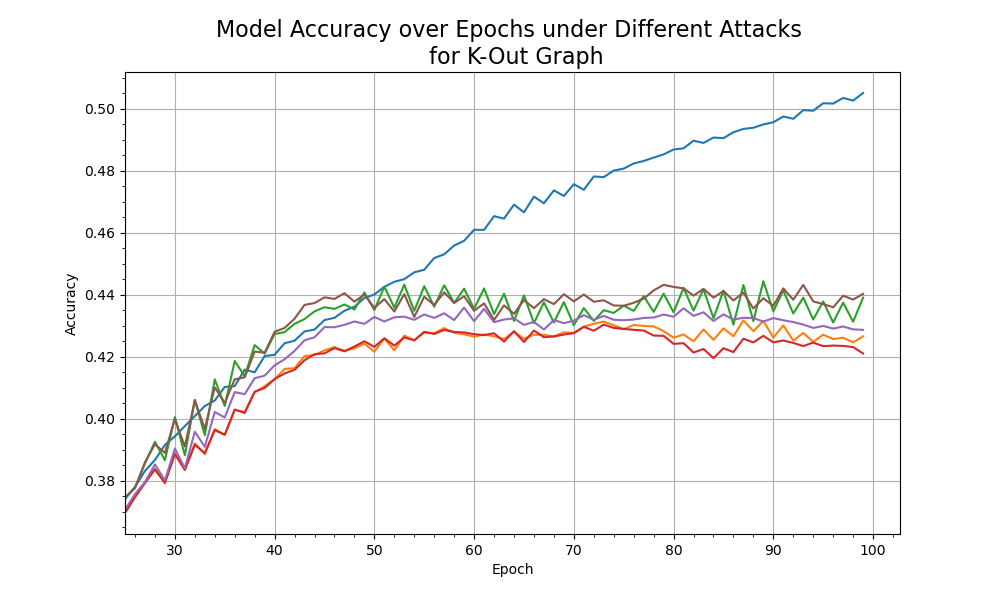 Model Accuracy over Epochs under Different Attacks
for K-Out Graph
0.50
0.48
0.46
0.44
0.42
0.40
0.38
Accuracy
30 40 50 60 70 80 90 100
Epoch